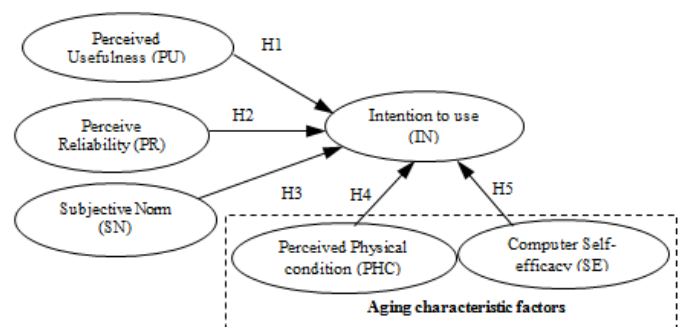 Perceived
Usefulness (PU)
H1
Perceive
Reliability (PR)
H2
Intention to use
(IN)
Subjective Norm
(SN)
H3
H4
H5
Perceived Physical
condition (PHC)
Computer Self-
efficacy (SE)
Aging characteristic factors